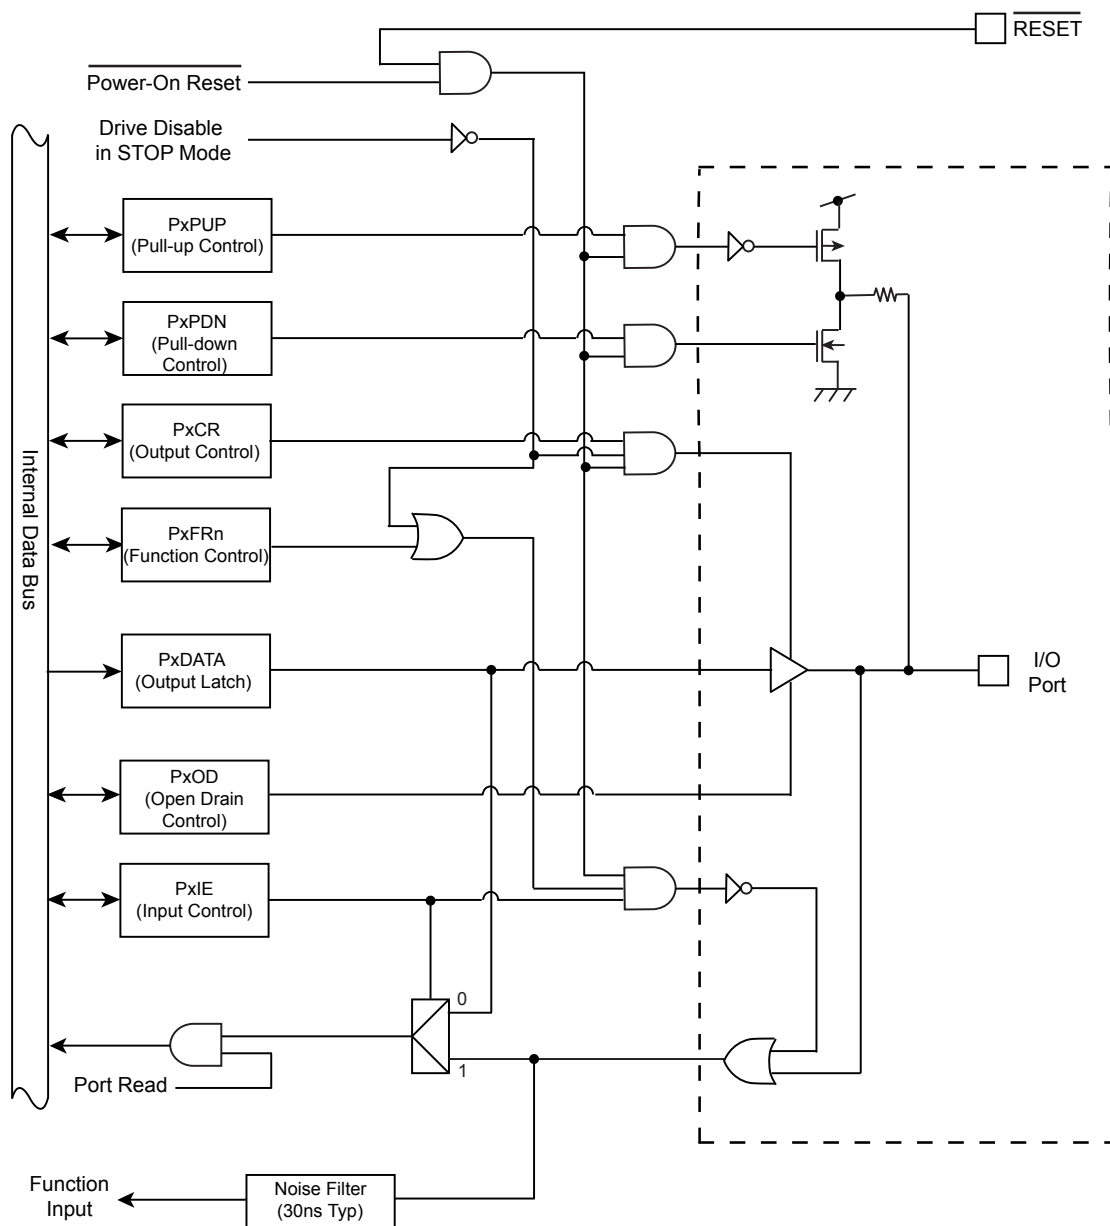 RESET
Power-On Reset
Drive Disable
in STOP Mode
PxPUP
(Pull-up Control)
PxPDN
(Pull-down
Control)
PxCR
(Output Control)
Internal Data Bus
PxFRn
(Function Control)
PxDATA
(Output Latch)
I/O
Port
PxOD
(Open Drain
Control)
PxIE
(Input Control)
0
1
Port Read
Function
Input
Noise Filter
(30ns Typ)